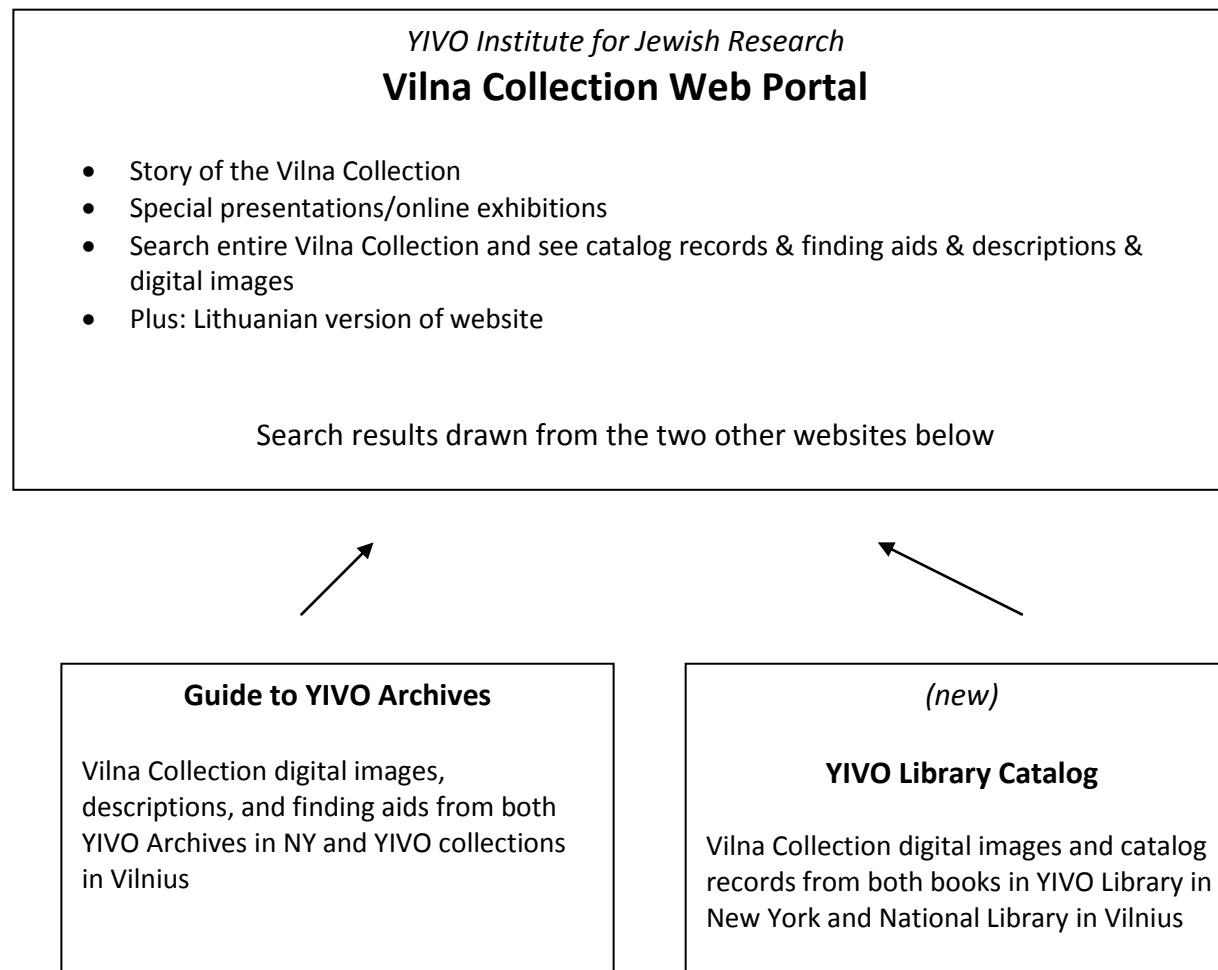 YIVO Institute for Jewish Research
Vilna Collection Web Portal
• Story of the Vilna Collection
• Special presentations/online exhibitions
• Search entire Vilna Collection and see catalog records & finding aids & descriptions &
digital images
• Plus: Lithuanian version of website
Search results drawn from the two other websites below
Guide to YIVO Archives
Vilna Collection digital images,
descriptions, and finding aids from both
YIVO Archives in NY and YIVO collections
in Vilnius
(new)
YIVO Library Catalog
Vilna Collection digital images and catalog
records from both books in YIVO Library in
New York and National Library in Vilnius